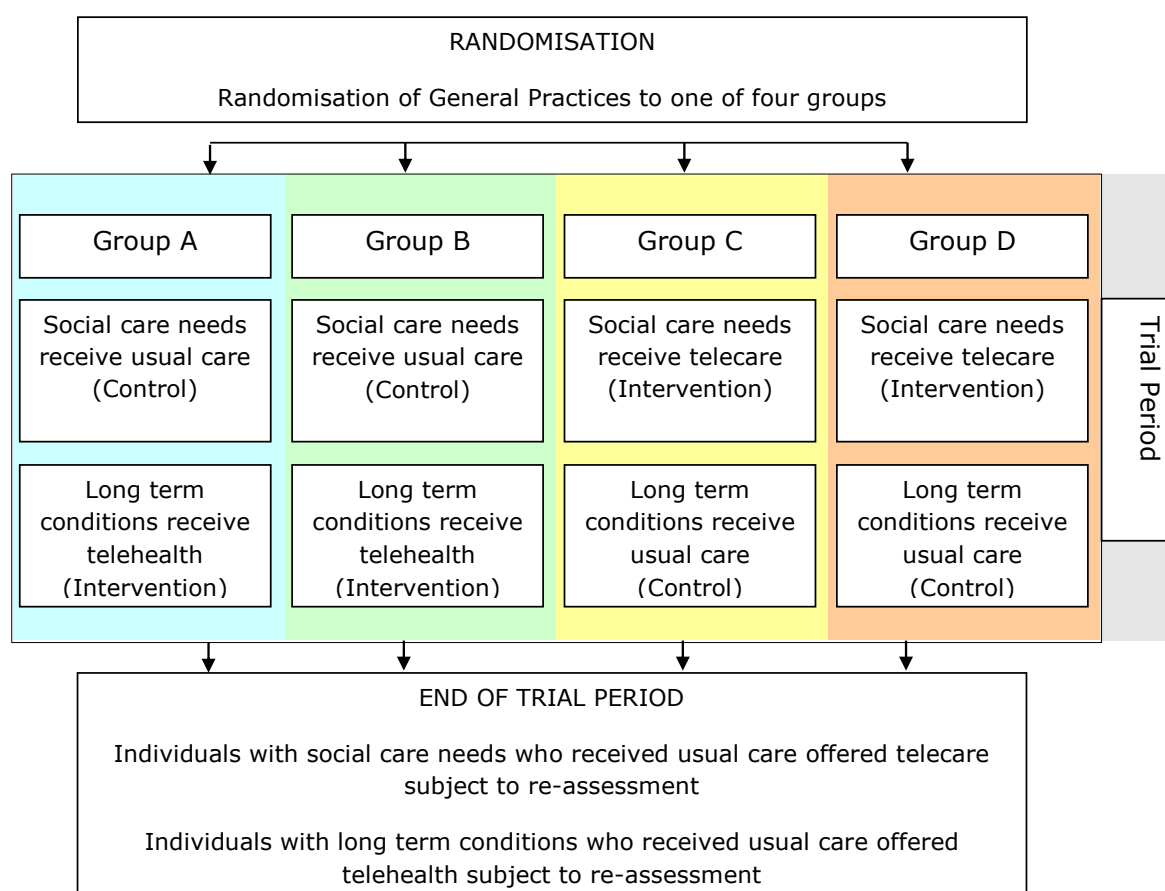 RANDOMISATION
Randomisation of General Practices to one of four groups
Group A
Group B
Group C
Group D
Social care needs
receive usual care
(Control)
Social care needs
receive usual care
(Control)
Social care needs
receive telecare
(Intervention)
Social care needs
receive telecare
(Intervention)
Trial Period
Long term
conditions receive
telehealth
(Intervention)
Long term
conditions receive
telehealth
(Intervention)
Long term
conditions receive
usual care
(Control)
Long term
conditions receive
usual care
(Control)
END OF TRIAL PERIOD
Individuals with social care needs who received usual care offered telecare
subject to re-assessment
Individuals with long term conditions who received usual care offered
telehealth subject to re-assessment